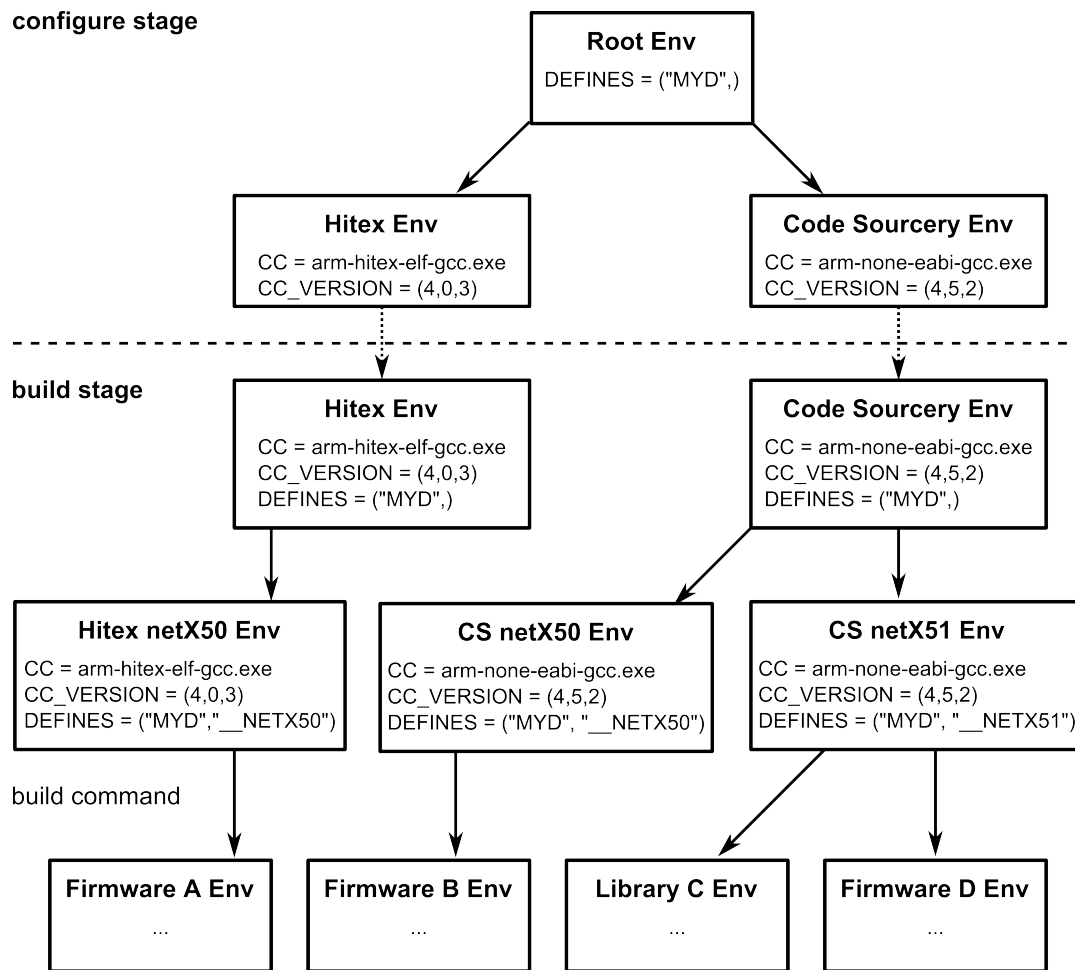 configure stage
Root Env
DEFINES = ("MYD",)
Hitex Env
CC = arm-hitex-elf-gcc.exe
CC_VERSION = (4,0,3)
Code Sourcery Env
CC = arm-none-eabi-gcc.exe
CC_VERSION = (4,5,2)
build stage
Hitex Env
CC = arm-hitex-elf-gcc.exe
CC_VERSION = (4,0,3)
DEFINES = ("MYD",)
Code Sourcery Env
CC = arm-none-eabi-gcc.exe
CC_VERSION = (4,5,2)
DEFINES = ("MYD",)
Hitex netX50 Env
CC = arm-hitex-elf-gcc.exe
CC_VERSION = (4,0,3)
DEFINES = ("MYD","__NETX50")
CS netX50 Env
CC = arm-none-eabi-gcc.exe
CC_VERSION = (4,5,2)
DEFINES = ("MYD", "__NETX50")
CS netX51 Env
CC = arm-none-eabi-gcc.exe
CC_VERSION = (4,5,2)
DEFINES = ("MYD", "__NETX51")
build command
Firmware A Env
...
Firmware B Env
...
Library C Env
...
Firmware D Env
...